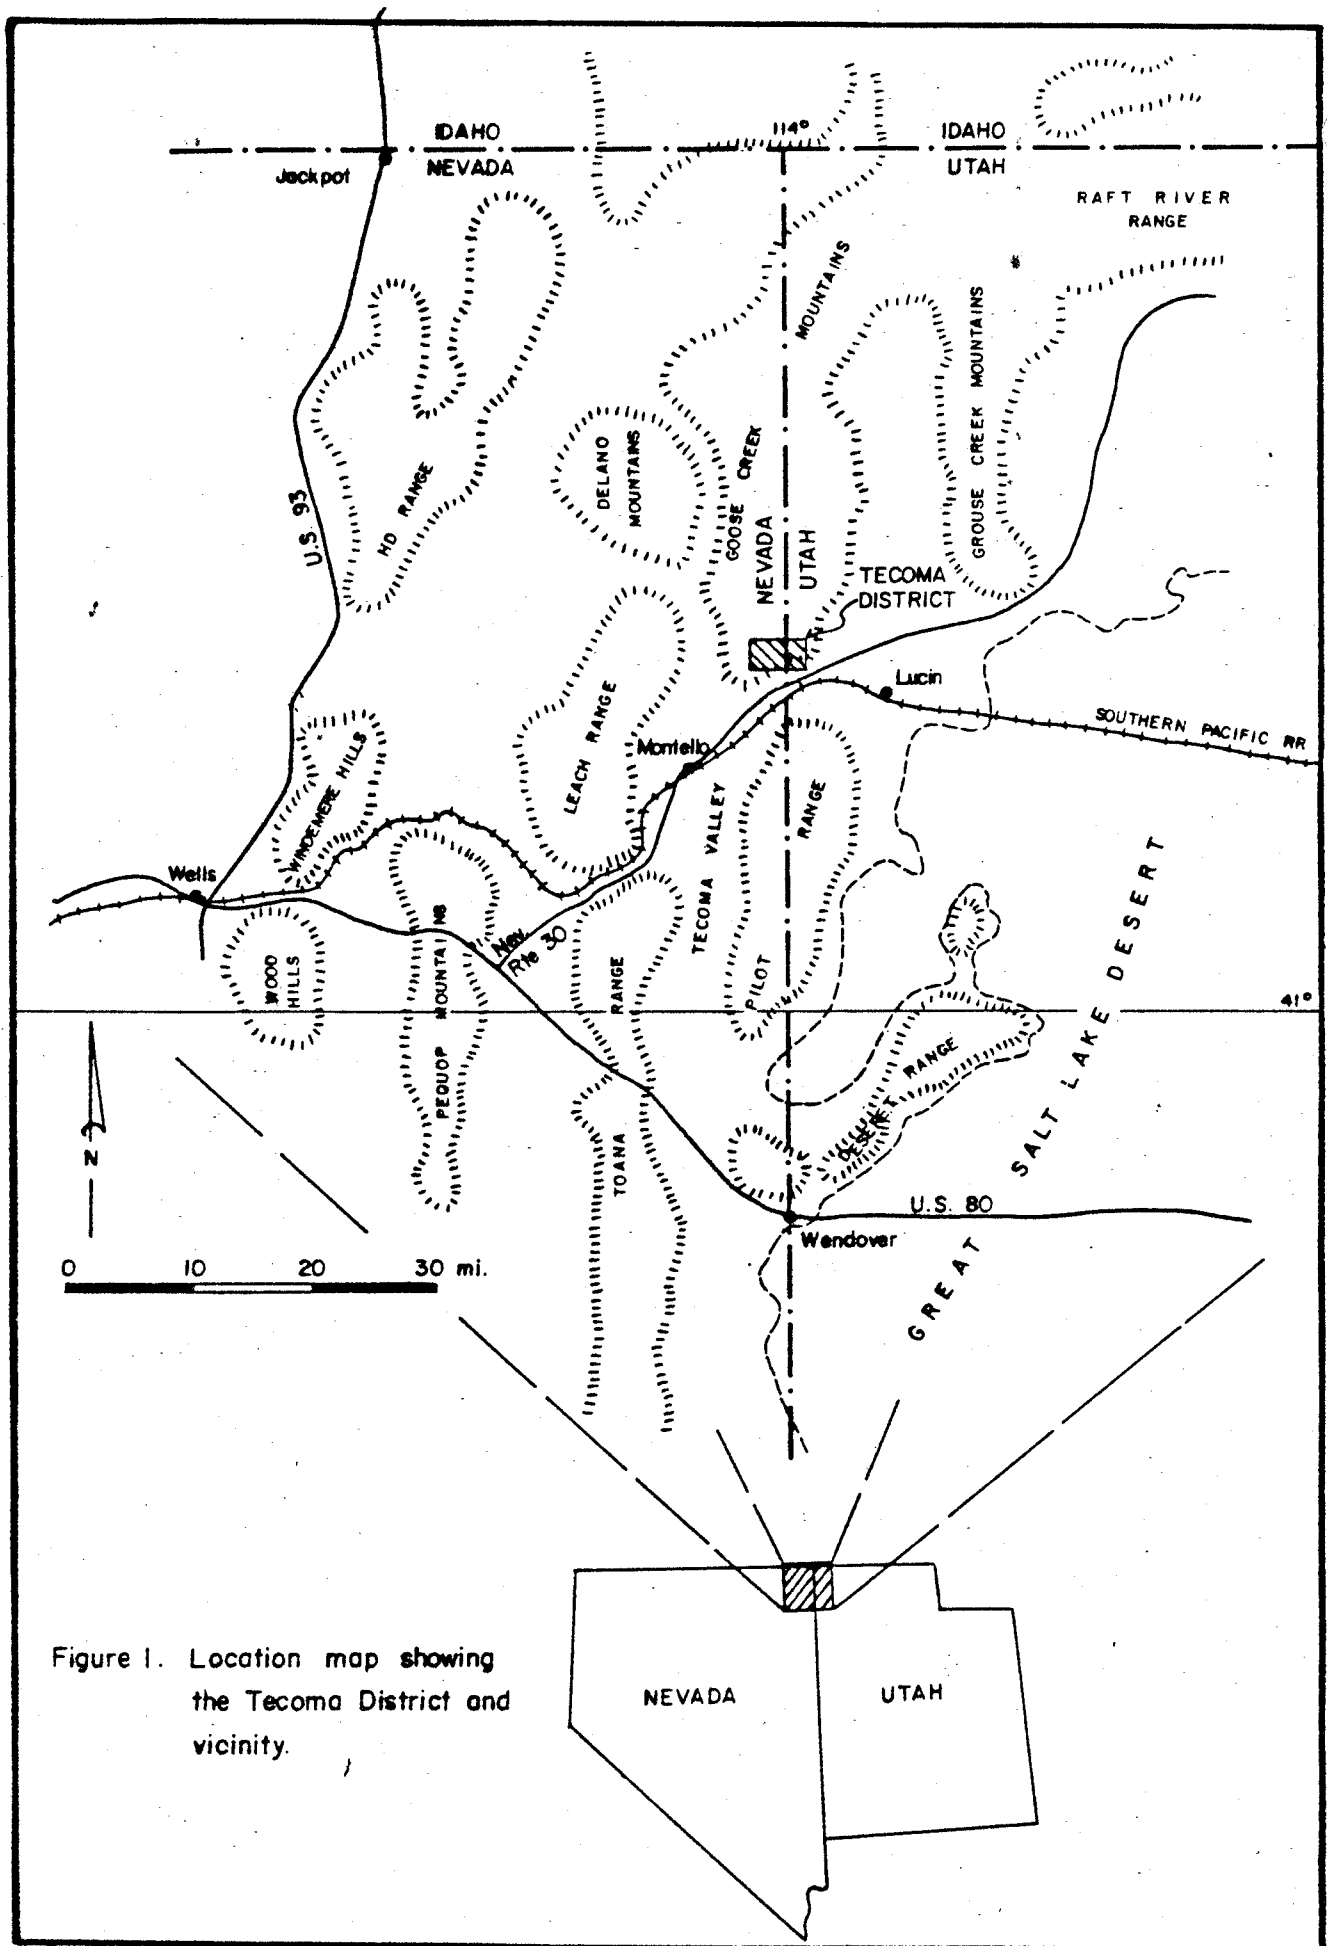 IDAHO
NEVADA
114°
IDAHO
UTAH
Jackpot
RAFT RIVER
RANGE
MOUNTAINS
GROUSE CREEK MOUNTAINS
DELANO
MOUNTAINS
GOOSE CREEK
HD RANGE
U.S. 93
NEVADA
UTAH
TECOMA
DISTRICT
Lucin
SOUTHERN PACIFIC RR
LEACH RANGE
Montello
WINDEMERE HILLS
TECOMA VALLEY
RANGE
PILOT
Wells
WOOD
HILLS
PEQUOP MOUNTAINS
Nev.
Rte 30
RANGE
TOANA
41°
DESERET RANGE
GREAT SALT LAKE DESERT
N
U.S. 80
Wendover
0 10 20 30 mi.
NEVADA
UTAH
Figure 1. Location map showing
the Tecoma District and
vicinity.